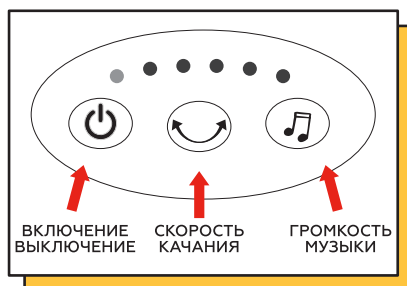 ВКЛЮЧЕНИЕ
ВЫКЛЮЧЕНИЕ
СКОРОСТЬ
КАЧАНИЯ
ГРОМКОСТЬ
МУЗЫКИ